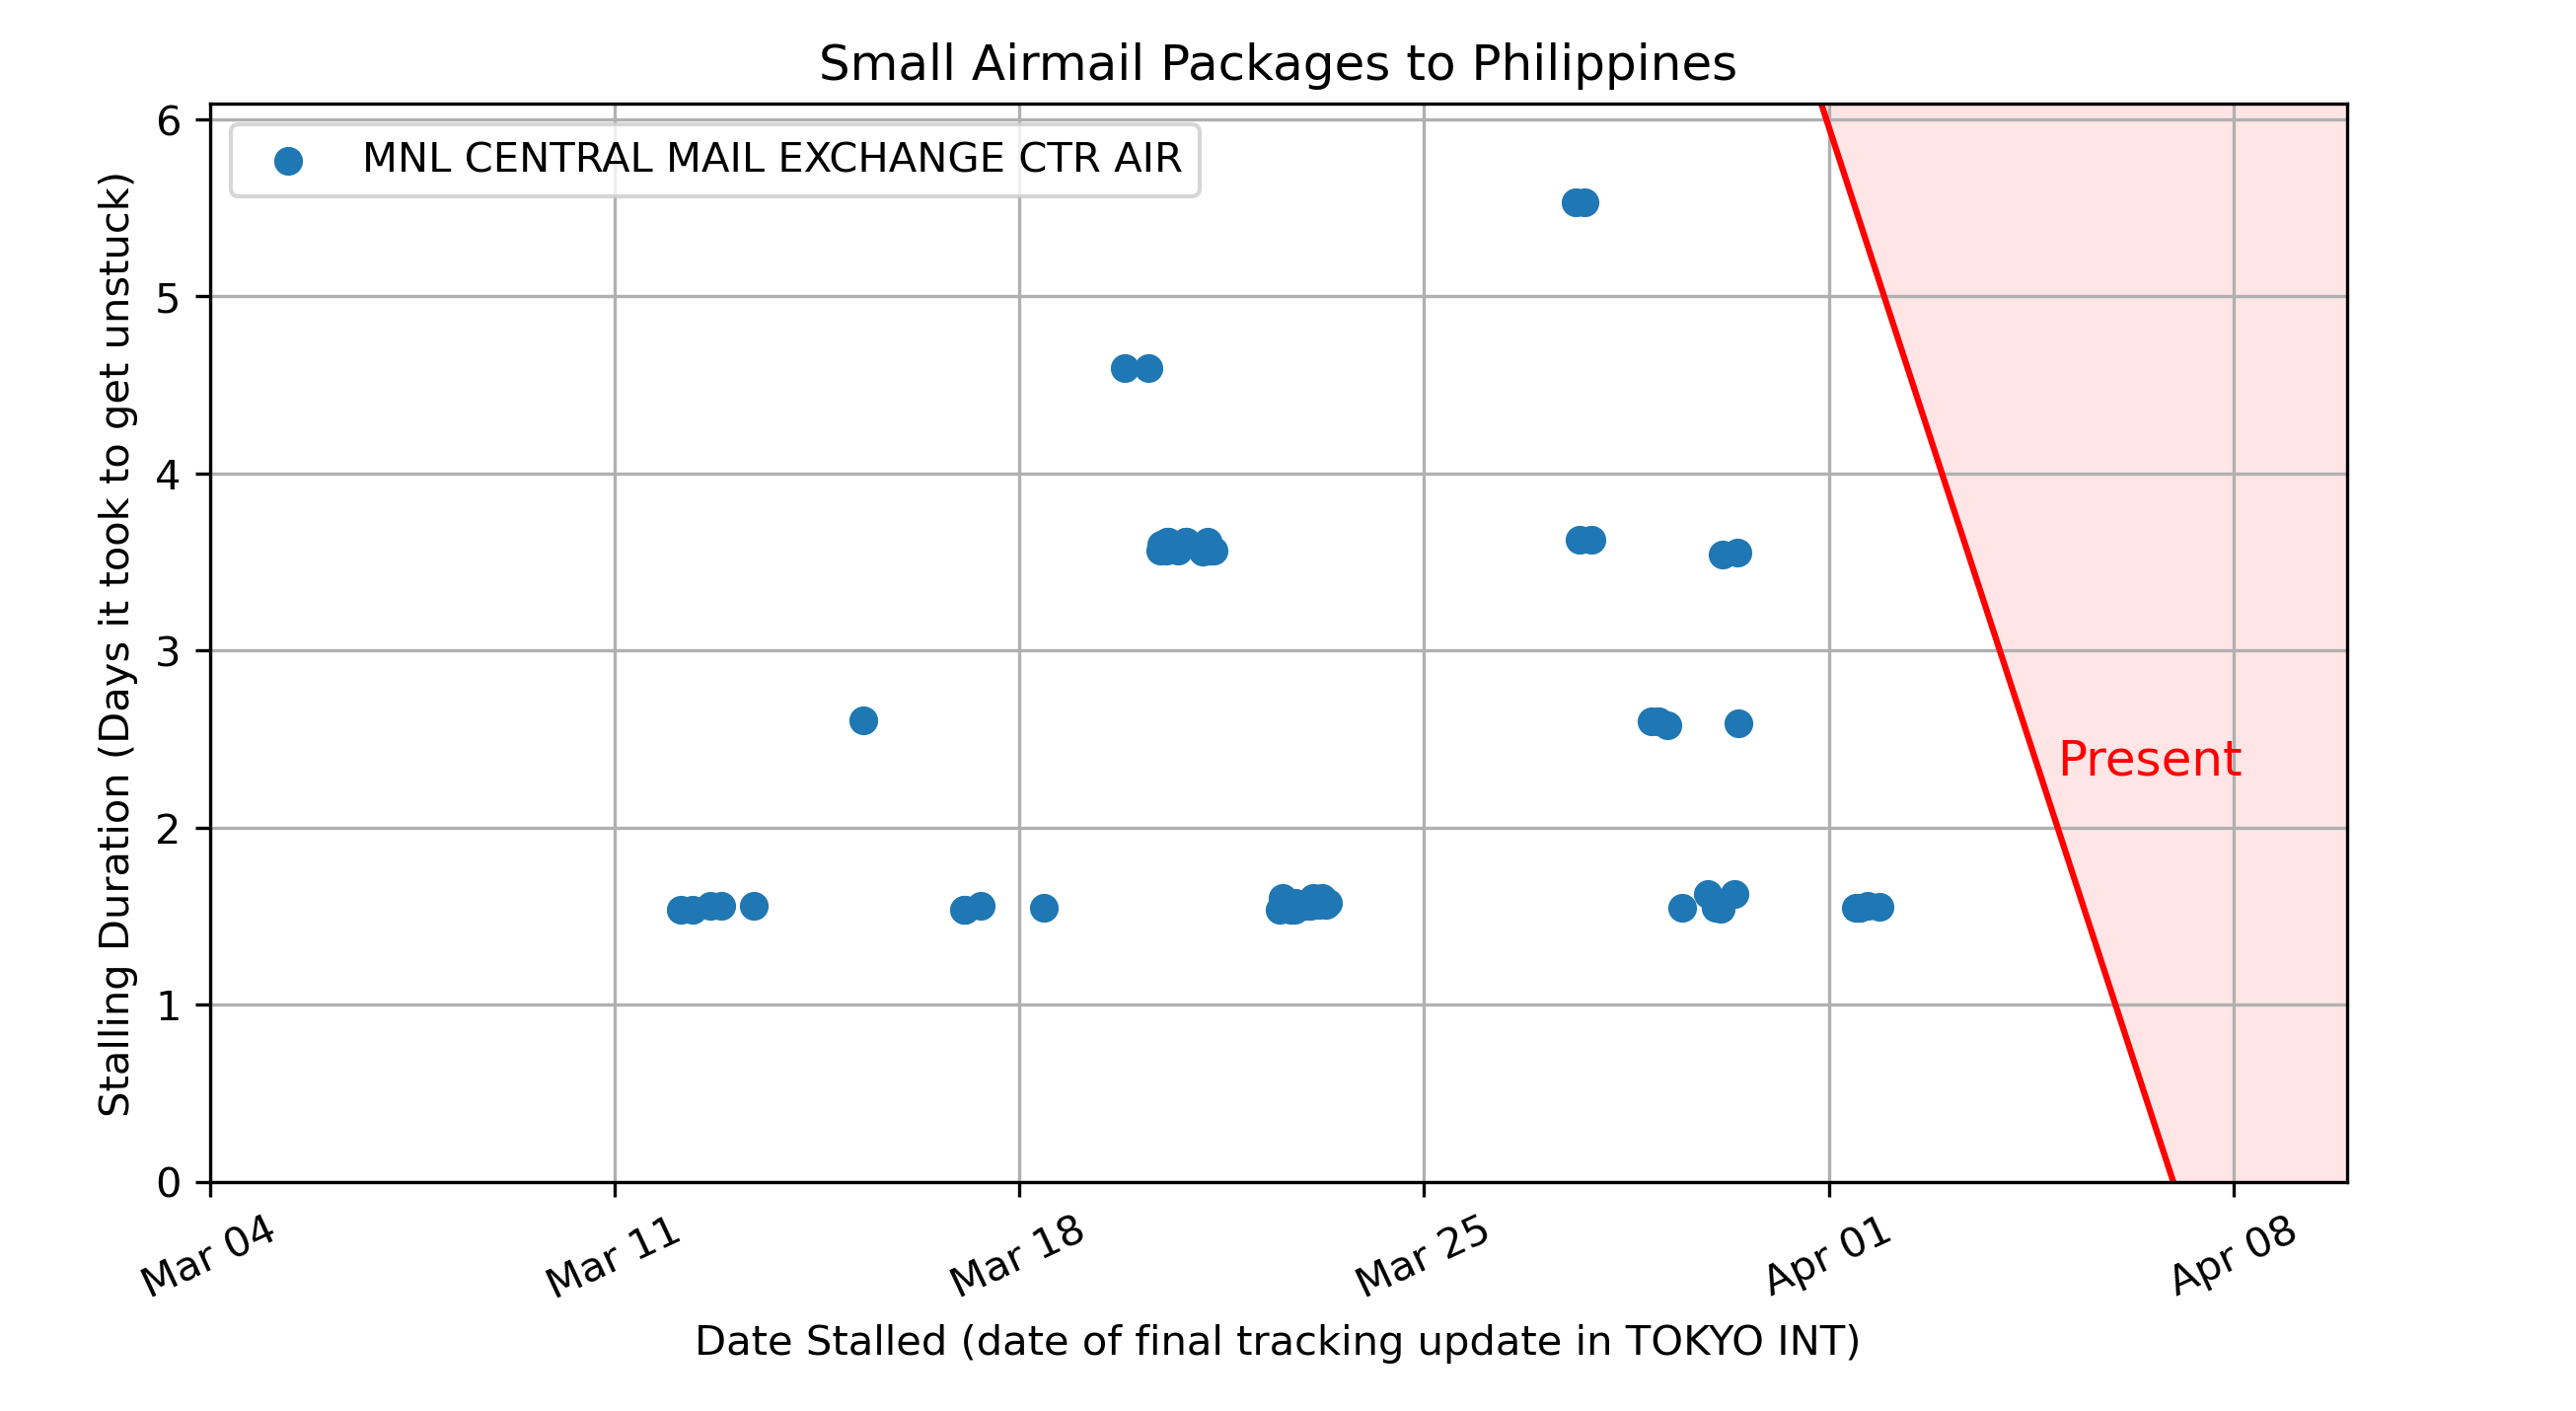 Small Airmail Packages to Philippines
MNL CENTRAL MAIL EXCHANGE CTR AIR
Stalling Duration (Days it took to get unstuck)
6
5
4
3
2
1
0
Present
Mar 04
Mar 11
Mar 18
Mar 25
Apr 01
Apr 08
Date Stalled (date of final tracking update in TOKYO INT)